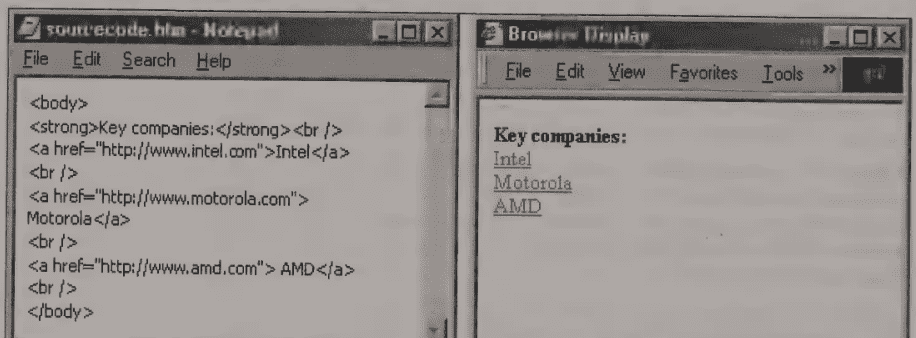 sourcecode.htm - Notepad
File Edit Search Help
<body>
<strong>Key companies:</strong><br />
<a href="http://www.intel.com">Intel</a>
<br />
<a href="http://www.motorola.com">
Motorola</a>
<br />
<a href="http://www.amd.com"> AMD</a>
<br />
</body>
Browser Display
File Edit View Favorites Tools »
Key companies:
Intel
Motorola
AMD